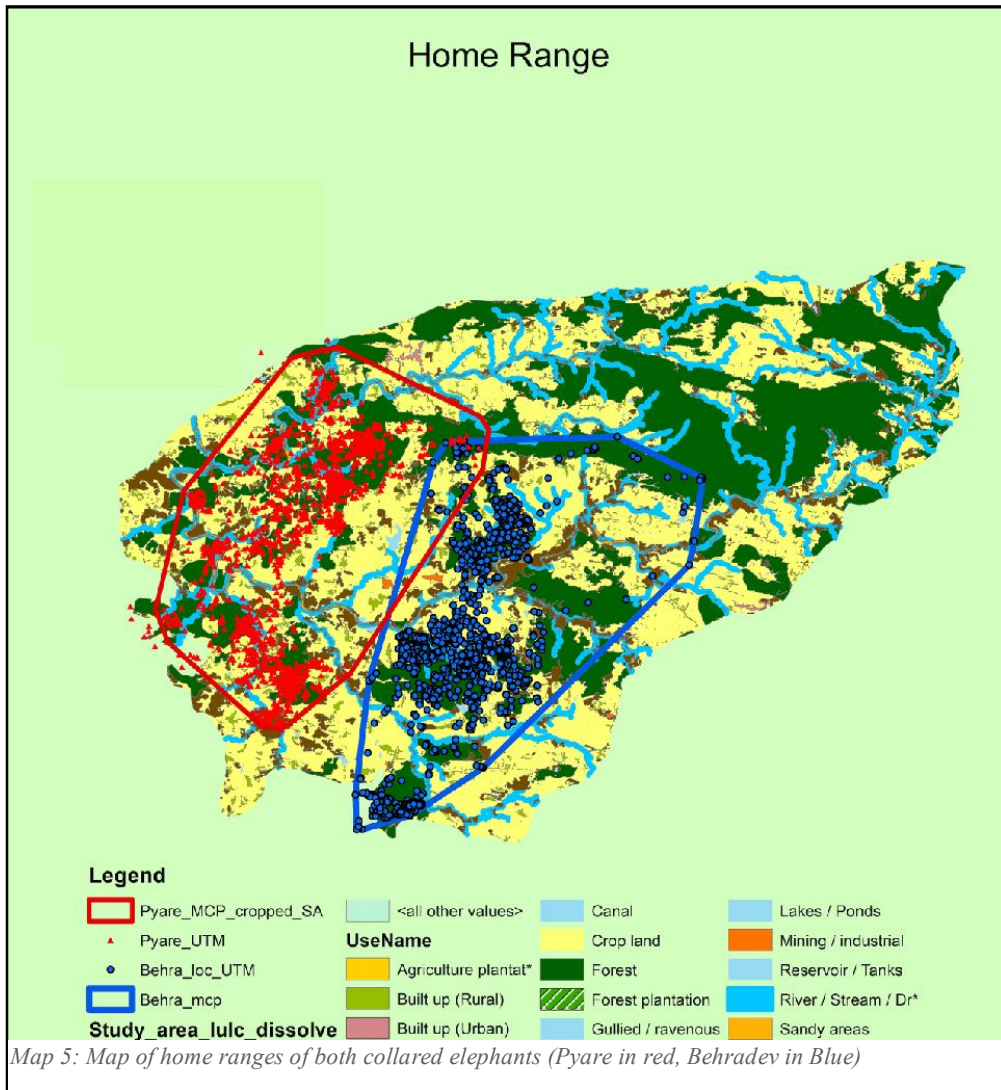 Home Range
Legend
Pyare_MCP_cropped_SA
Pyare_UTM
Behra_loc_UTM
Behra_mcp
Study_area_lulc_dissolve
<all other values>
UseName
Agriculture plantat*
Built up (Rural)
Built up (Urban)
Canal
Crop land
Forest
Forest plantation
Gullied / ravenous
Lakes / Ponds
Mining / industrial
Reservoir / Tanks
River / Stream / Dr*
Sandy areas
Map 5: Map of home ranges of both collared elephants (Pyare in red, Behradev in Blue)